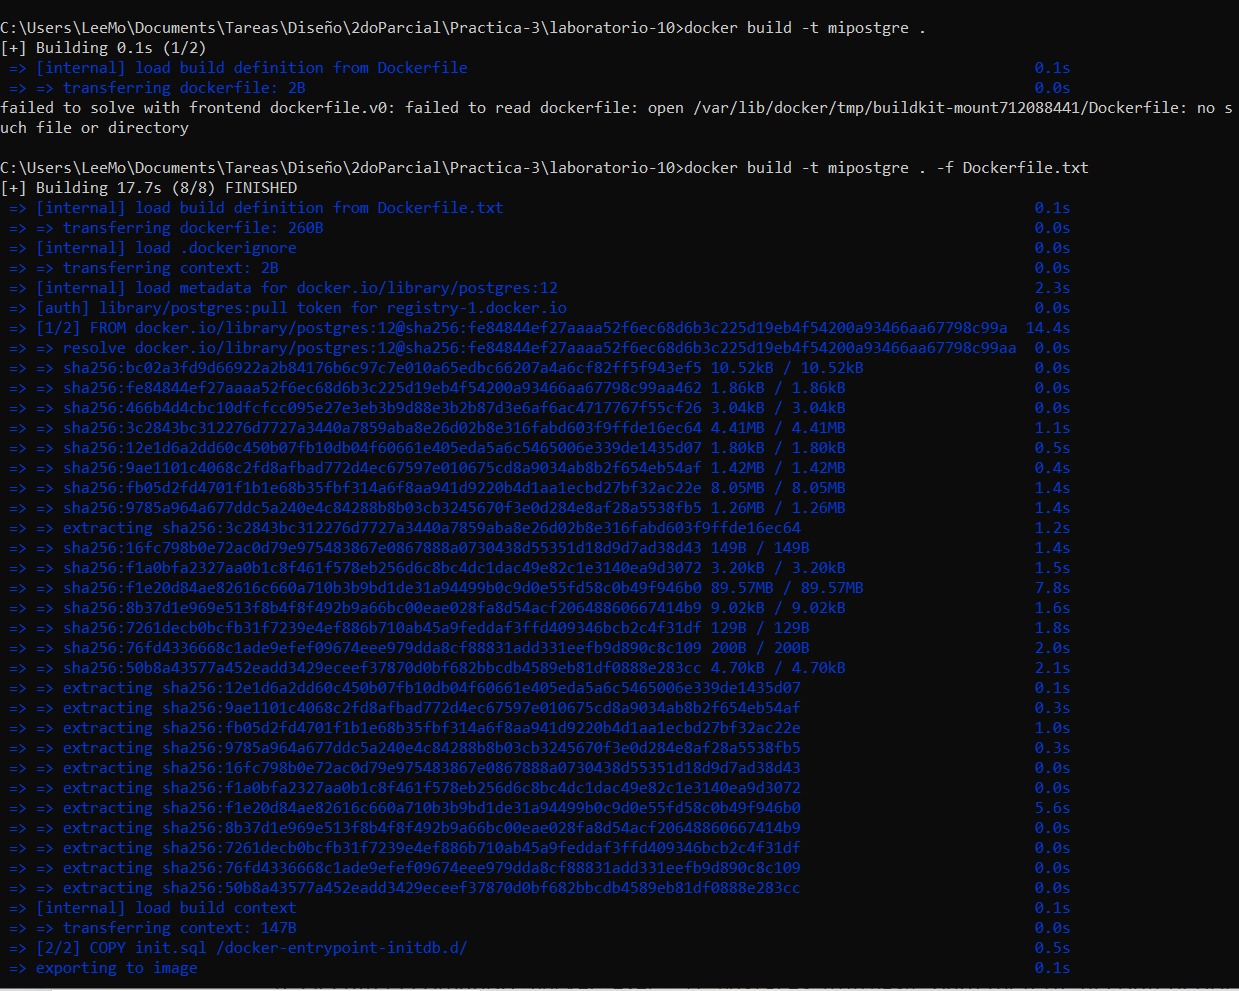 C:\Users\LeeMo\Documents\Tareas\Diseño\2doParcial\Practica-3\laboratorio-10>docker build -t mipostgre .
[+] Building 0.1s (1/2)
=> [internal] load build definition from Dockerfile 0.1s
=> => transferring dockerfile: 2B 0.0s
failed to solve with frontend dockerfile.v0: failed to read dockerfile: open /var/lib/docker/tmp/buildkit-mount712088441/Dockerfile: no s
uch file or directory
C:\Users\LeeMo\Documents\Tareas\Diseño\2doParcial\Practica-3\laboratorio-10>docker build -t mipostgre . -f Dockerfile.txt
[+] Building 17.7s (8/8) FINISHED
=> [internal] load build definition from Dockerfile.txt 0.1s
=> => transferring dockerfile: 260B 0.0s
=> [internal] load .dockerignore 0.0s
=> => transferring context: 2B 0.0s
=> [internal] load metadata for docker.io/library/postgres:12 2.3s
=> [auth] library/postgres:pull token for registry-1.docker.io 0.0s
=> [1/2] FROM docker.io/library/postgres:12@sha256:fe84844ef27aaaa52f6ec68d6b3c225d19eb4f54200a93466aa67798c99a 14.4s
=> => resolve docker.io/library/postgres:12@sha256:fe84844ef27aaaa52f6ec68d6b3c225d19eb4f54200a93466aa67798c99aa 0.0s
=> => sha256:bc02a3fd9d66922a2b84176b6c97c7e010a65edbc66207a4a6cf82ff5f943ef5 10.52kB / 10.52kB 0.0s
=> => sha256:fe84844ef27aaaa52f6ec68d6b3c225d19eb4f54200a93466aa67798c99aa462 1.86kB / 1.86kB 0.0s
=> => sha256:466b4d4cbc10dfcfcc095e27e3eb3b9d88e3b2b87d3e6af6ac4717767f55cf26 3.04kB / 3.04kB 0.0s
=> => sha256:3c2843bc312276d7727a3440a7859aba8e26d02b8e316fabd603f9ffde16ec64 4.41MB / 4.41MB 1.1s
=> => sha256:12e1d6a2dd60c450b07fb10db04f60661e405eda5a6c5465006e339de1435d07 1.80kB / 1.80kB 0.5s
=> => sha256:9ae1101c4068c2fd8afbad772d4ec67597e010675cd8a9034ab8b2f654eb54af 1.42MB / 1.42MB 0.4s
=> => sha256:fb05d2fd4701f1b1e68b35fbf314a6f8aa941d9220b4d1aa1ecbd27bf32ac22e 8.05MB / 8.05MB 1.4s
=> => sha256:9785a964a677ddc5a240e4c84288b8b03cb3245670f3e0d284e8af28a5538fb5 1.26MB / 1.26MB 1.4s
=> => extracting sha256:3c2843bc312276d7727a3440a7859aba8e26d02b8e316fabd603f9ffde16ec64 1.2s
=> => sha256:16fc798b0e72ac0d79e975483867e0867888a0730438d55351d18d9d7ad38d43 149B / 149B 1.4s
=> => sha256:f1a0bfa2327aa0b1c8f461f578eb256d6c8bc4dc1dac49e82c1e3140ea9d3072 3.20kB / 3.20kB 1.5s
=> => sha256:f1e20d84ae82616c660a710b3b9bd1de31a94499b0c9d0e55fd58c0b49f946b0 89.57MB / 89.57MB 7.8s
=> => sha256:8b37d1e969e513f8b4f8f492b9a66bc00eae028fa8d54acf20648860667414b9 9.02kB / 9.02kB 1.6s
=> => sha256:7261decb0bcfb31f7239e4ef886b710ab45a9feddaf3ffd409346bcb2c4f31df 129B / 129B 1.8s
=> => sha256:76fd4336668c1ade9efef09674eee979dda8cf88831add331eefb9d890c8c109 200B / 200B 2.0s
=> => sha256:50b8a43577a452eadd3429eceef37870d0bf682bbcdb4589eb81df0888e283cc 4.70kB / 4.70kB 2.1s
=> => extracting sha256:12e1d6a2dd60c450b07fb10db04f60661e405eda5a6c5465006e339de1435d07 0.1s
=> => extracting sha256:9ae1101c4068c2fd8afbad772d4ec67597e010675cd8a9034ab8b2f654eb54af 0.3s
=> => extracting sha256:fb05d2fd4701f1b1e68b35fbf314a6f8aa941d9220b4d1aa1ecbd27bf32ac22e 1.0s
=> => extracting sha256:9785a964a677ddc5a240e4c84288b8b03cb3245670f3e0d284e8af28a5538fb5 0.3s
=> => extracting sha256:16fc798b0e72ac0d79e975483867e0867888a0730438d55351d18d9d7ad38d43 0.0s
=> => extracting sha256:f1a0bfa2327aa0b1c8f461f578eb256d6c8bc4dc1dac49e82c1e3140ea9d3072 0.0s
=> => extracting sha256:f1e20d84ae82616c660a710b3b9bd1de31a94499b0c9d0e55fd58c0b49f946b0 5.6s
=> => extracting sha256:8b37d1e969e513f8b4f8f492b9a66bc00eae028fa8d54acf20648860667414b9 0.0s
=> => extracting sha256:7261decb0bcfb31f7239e4ef886b710ab45a9feddaf3ffd409346bcb2c4f31df 0.0s
=> => extracting sha256:76fd4336668c1ade9efef09674eee979dda8cf88831add331eefb9d890c8c109 0.0s
=> => extracting sha256:50b8a43577a452eadd3429eceef37870d0bf682bbcdb4589eb81df0888e283cc 0.0s
=> [internal] load build context 0.1s
=> => transferring context: 147B 0.0s
=> [2/2] COPY init.sql /docker-entrypoint-initdb.d/ 0.5s
=> exporting to image 0.1s